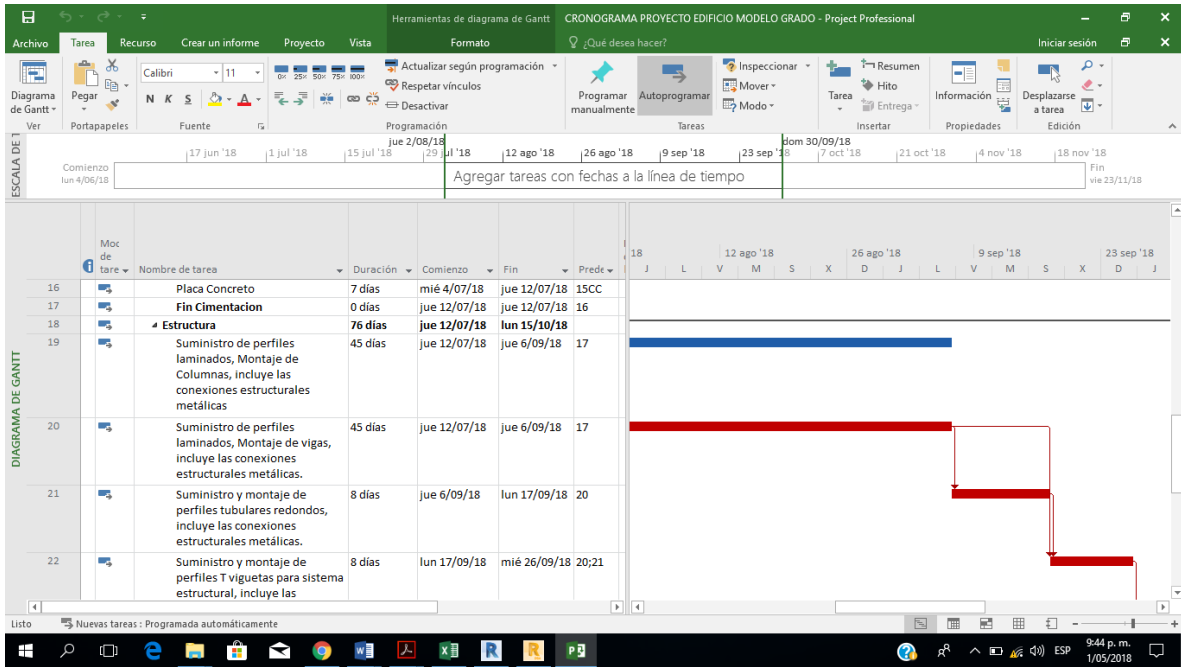 Herramientas de diagrama de Gantt CRONOGRAMA PROYECTO EDIFICIO MODELO GRADO - Project Professional
Archivo Tarea Recurso Crear un informe Proyecto Vista Formato ¿Qué desea hacer? Iniciar sesión
Diagrama de Gantt
Ver
Pegar
Portapapeles
Calibri 11
N K S A
Fuente
0% 25% 50% 75% 100%
Actualizar según programación
Respetar vínculos
Desactivar
Programación
Programar manualmente
Autoprogramar
Inspeccionar
Mover
Modo
Tareas
Tarea
Resumen
Hito
Entrega
Insertar
Información
Propiedades
Desplazarse a tarea
Edición
ESCALA DE T
jue 2/08/18 dom 30/09/18
17 jun '18 1 jul '18 15 jul '18 29 jul '18 12 ago '18 26 ago '18 9 sep '18 23 sep '18 7 oct '18 21 oct '18 4 nov '18 18 nov '18
Comienzo
lun 4/06/18
Agregar tareas con fechas a la línea de tiempo
Fin
vie 23/11/18
DIAGRAMA DE GANTT
Moc
de
tare Nombre de tarea Duración Comienzo Fin Prede
18 12 ago '18 26 ago '18 9 sep '18 23 sep '18
J L V M S X D J L V M S X D J
16 Placa Concreto 7 días mié 4/07/18 jue 12/07/18 15CC
17 Fin Cimentacion 0 días jue 12/07/18 jue 12/07/18 16
18 Estructura 76 días jue 12/07/18 lun 15/10/18
19 Suministro de perfiles 45 días jue 12/07/18 jue 6/09/18 17
laminados, Montaje de
Columnas, incluye las
conexiones estructurales
metálicas
20 Suministro de perfiles 45 días jue 12/07/18 jue 6/09/18 17
laminados, Montaje de vigas,
incluye las conexiones
estructurales metálicas.
21 Suministro y montaje de 8 días jue 6/09/18 lun 17/09/18 20
perfiles tubulares redondos,
incluye las conexiones
estructurales metálicas.
22 Suministro y montaje de 8 días lun 17/09/18 mié 26/09/18 20;21
perfiles T viguetas para sistema
estructural, incluye las
Listo Nuevas tareas : Programada automáticamente
ESP
9:44 p. m.
1/05/2018